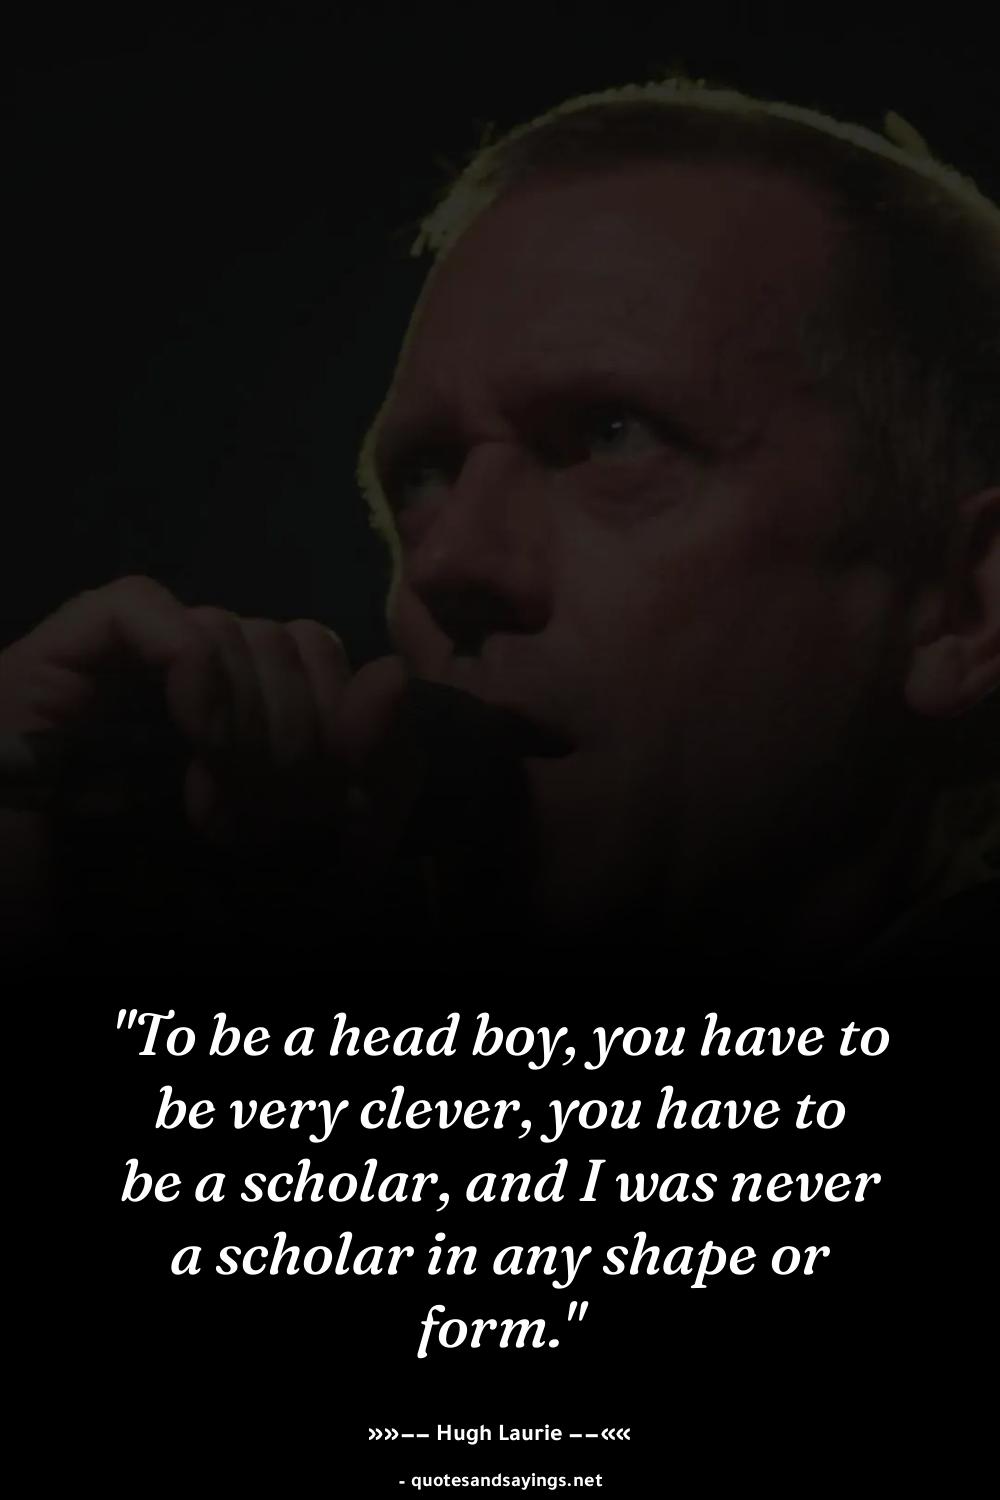 "To be a head boy, you have to
be very clever, you have to
be a scholar, and I was never
a scholar in any shape or
form."
»»−− Hugh Laurie −−««
- quotesandsayings.net